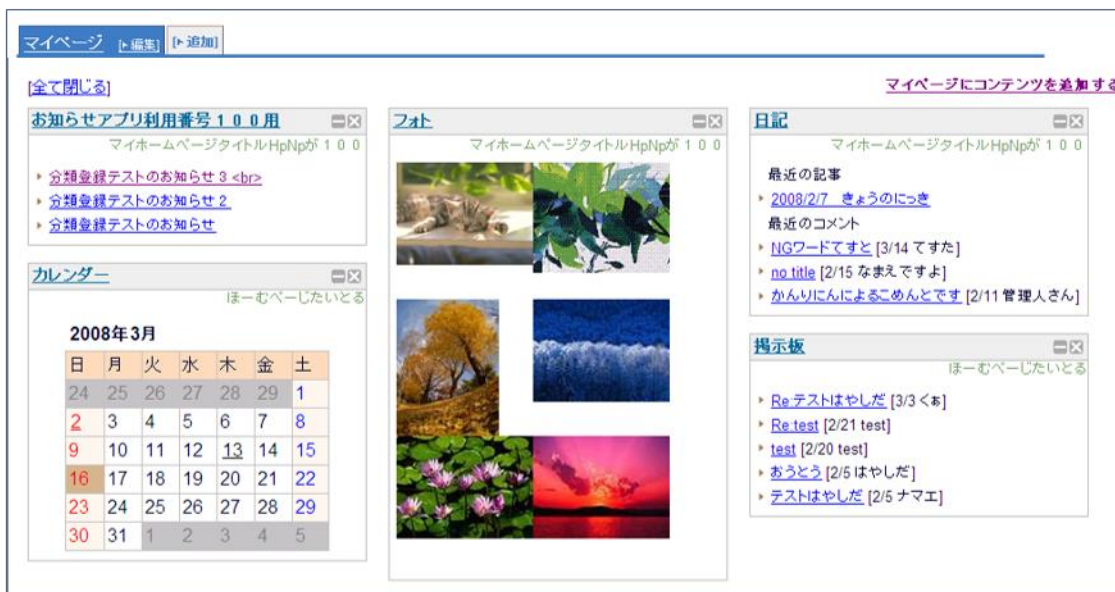 マイページ [編集] [追加]
[全て閉じる]
マイページにコンテンツを追加する
お知らせアプリ利用番号１００用
マイホームページタイトルHpNpが１００
分類登録テストのお知らせ３<br>
分類登録テストのお知らせ２
分類登録テストのお知らせ
カレンダー
ほーむぺーじたいとる
2008年3月
日 月 火 水 木 金 土
24 25 26 27 28 29 1
2 3 4 5 6 7 8
9 10 11 12 13 14 15
16 17 18 19 20 21 22
23 24 25 26 27 28 29
30 31 1 2 3 4 5
フォト
マイホームページタイトルHpNpが１００
日記
マイホームページタイトルHpNpが１００
最近の記事
2008/2/7　きょうのにっき
最近のコメント
NGワードてすと [3/14 てすた]
no title [2/15 なまえですよ]
かんりにんによるこめんとです [2/11 管理人さん]
掲示板
ほーむぺーじたいとる
Re:テストはやしだ [3/3 くぁ]
Re:test [2/21 test]
test [2/20 test]
おうとう [2/5 はやしだ]
テストはやしだ [2/5 ナマエ]